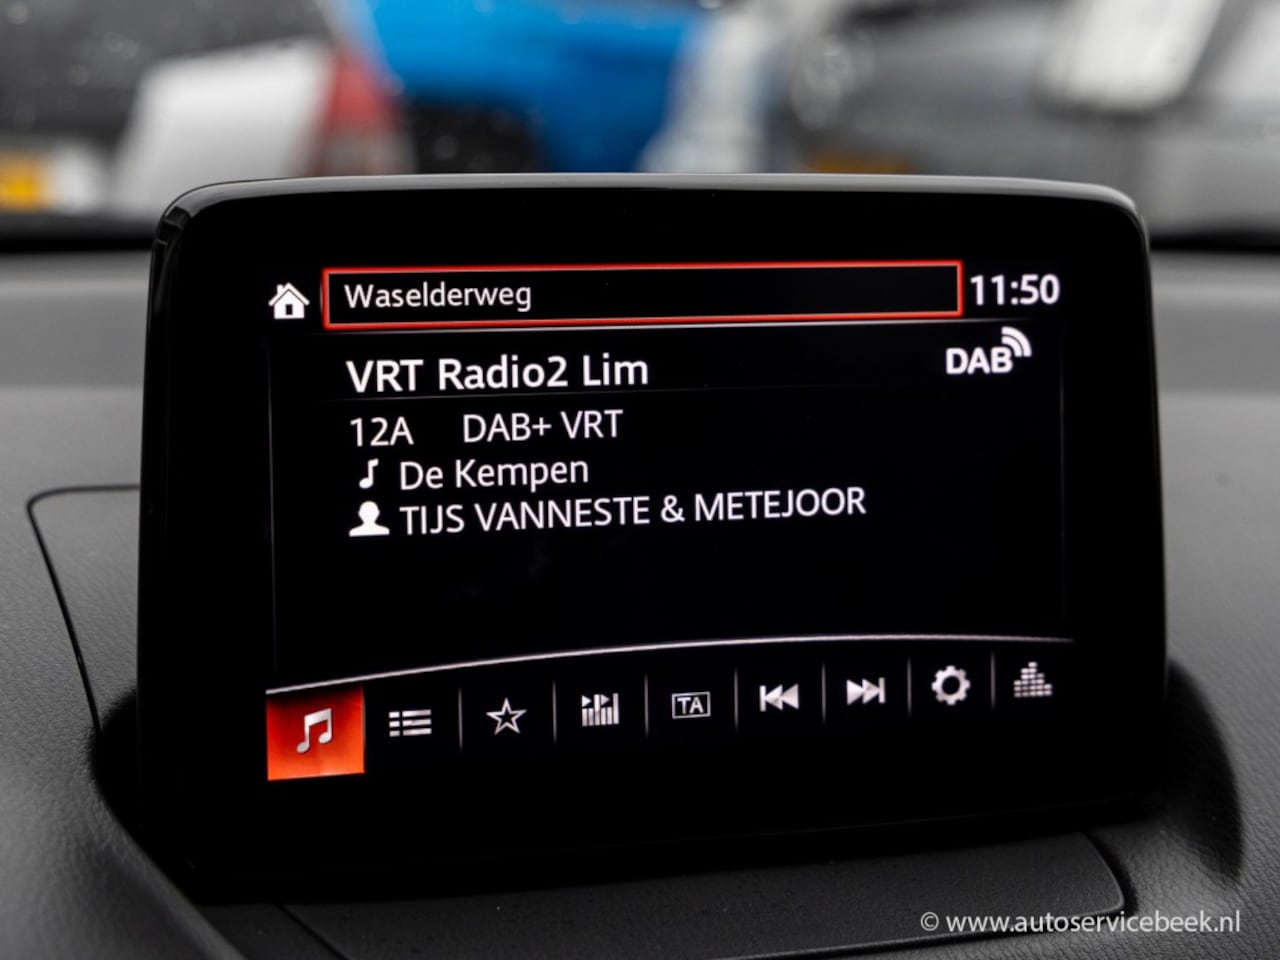 Waselderweg
11:50
VRT Radio2 Lim
DAB
12A DAB+ VRT
De Kempen
TIJS VANNESTE & METEJOOR
TA
© www.autoservicebeek.nl